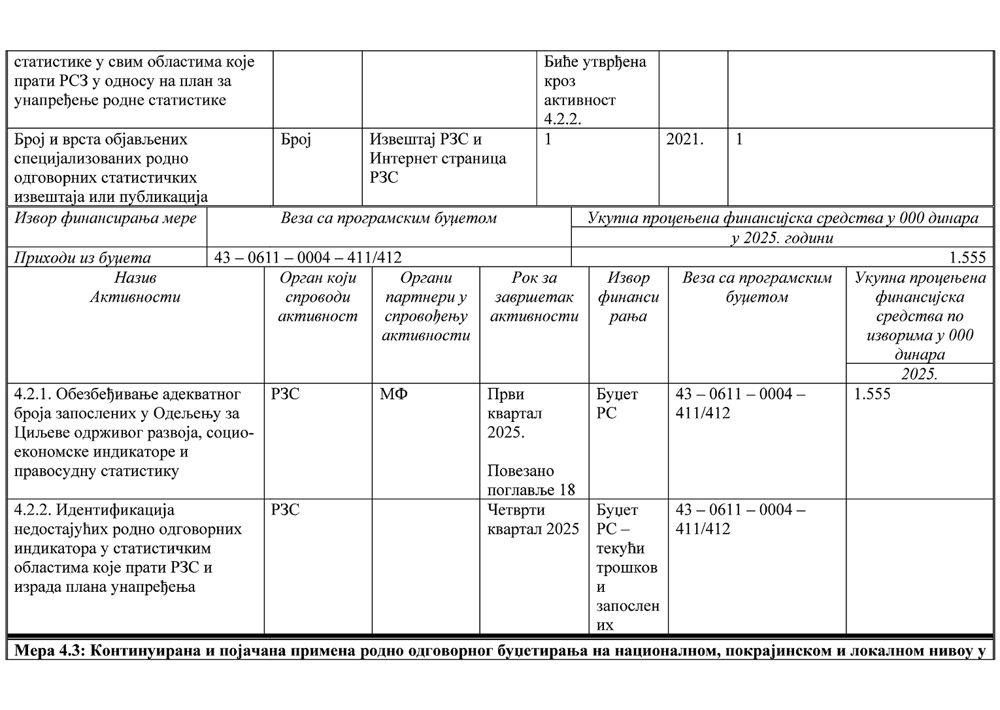 статистике у свим областима које
прати РСЗ у односу на план за
унапређење родне статистике
Биће утврђена
кроз
активност
4.2.2.
Број и врста објављених
специјализованих родно
одговорних статистичких
извештаја или публикација
Број
Извештај РЗС и
Интернет страница
РЗС
1
2021.
1
Извор финансирања мере
Веза са програмским буџетом
Укупна процењена финансијска средства у 000 динара
у 2025. години
Приходи из буџета
43 – 0611 – 0004 – 411/412
1.555
Назив
Активности
Орган који
спроводи
активност
Органи
партнери у
спровођењу
активности
Рок за
завршетак
активности
Извор
финанси
рања
Веза са програмским
буџетом
Укупна процењена
финансијска
средства по
изворима у 000
динара
2025.
4.2.1. Обезбеђивање адекватног
броја запослених у Одељењу за
Циљеве одрживог развоја, социо-
економске индикаторе и
правосудну статистику
РЗС
МФ
Први
квартал
2025.
Повезано
поглавље 18
Буџет
РС
43 – 0611 – 0004 –
411/412
1.555
4.2.2. Идентификација
недостајућих родно одговорних
индикатора у статистичким
областима које прати РЗС и
израда плана унапређења
РЗС
Четврти
квартал 2025
Буџет
РС –
текући
трошков
и
запослен
их
43 – 0611 – 0004 –
411/412
Мера 4.3: Континуирана и појачана примена родно одговорног буџетирања на националном, покрајинском и локалном нивоу у